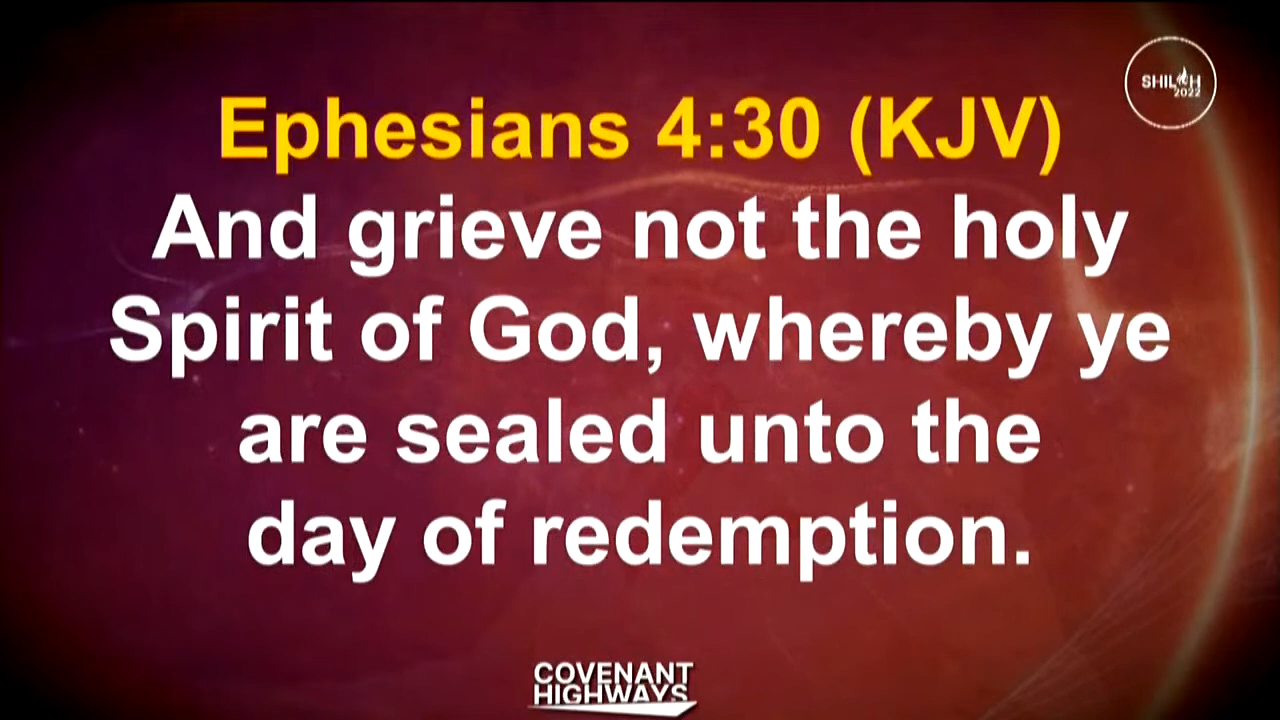 SHILOH
2022
Ephesians 4:30 (KJV)
And grieve not the holy
Spirit of God, whereby ye
are sealed unto the
day of redemption.
COVENANT
HIGHWAYS